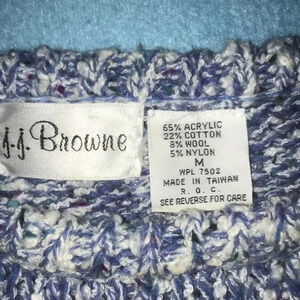 j.j. Browne
65% ACRYLIC
22% COTTON
8% WOOL
5% NYLON
M
WPL 7502
MADE IN TAIWAN
R. O. C.
SEE REVERSE FOR CARE